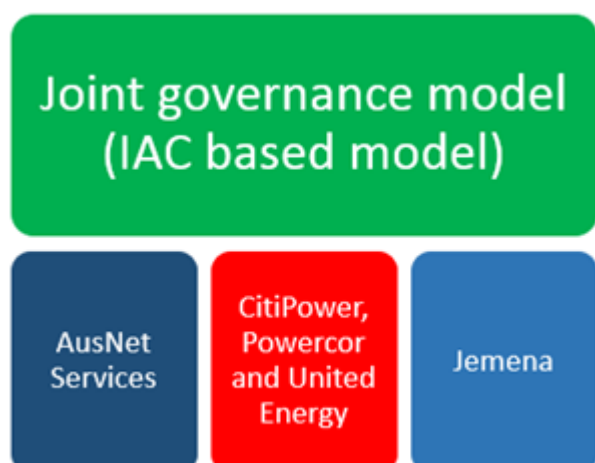 Joint governance model
(IAC based model)
AusNet
Services
CitiPower,
Powercor
and United
Energy
Jemena